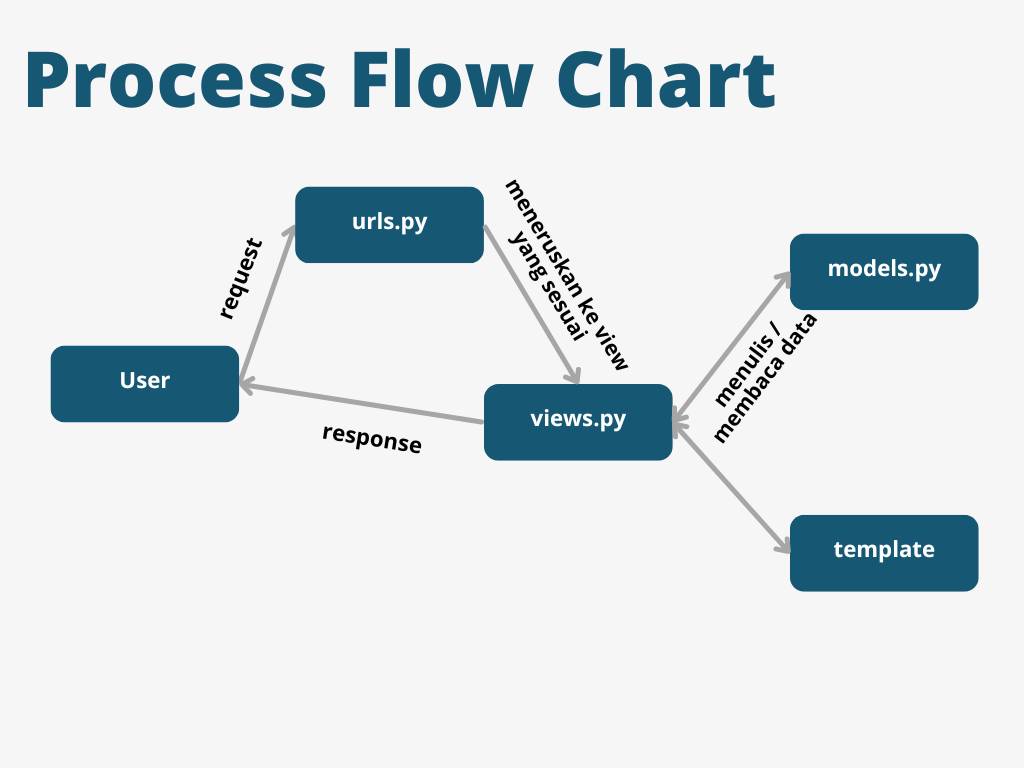 Process Flow Chart
urls.py
request
meneruskan ke view
yang sesuai
models.py
User
views.py
menulis /
membaca data
response
template